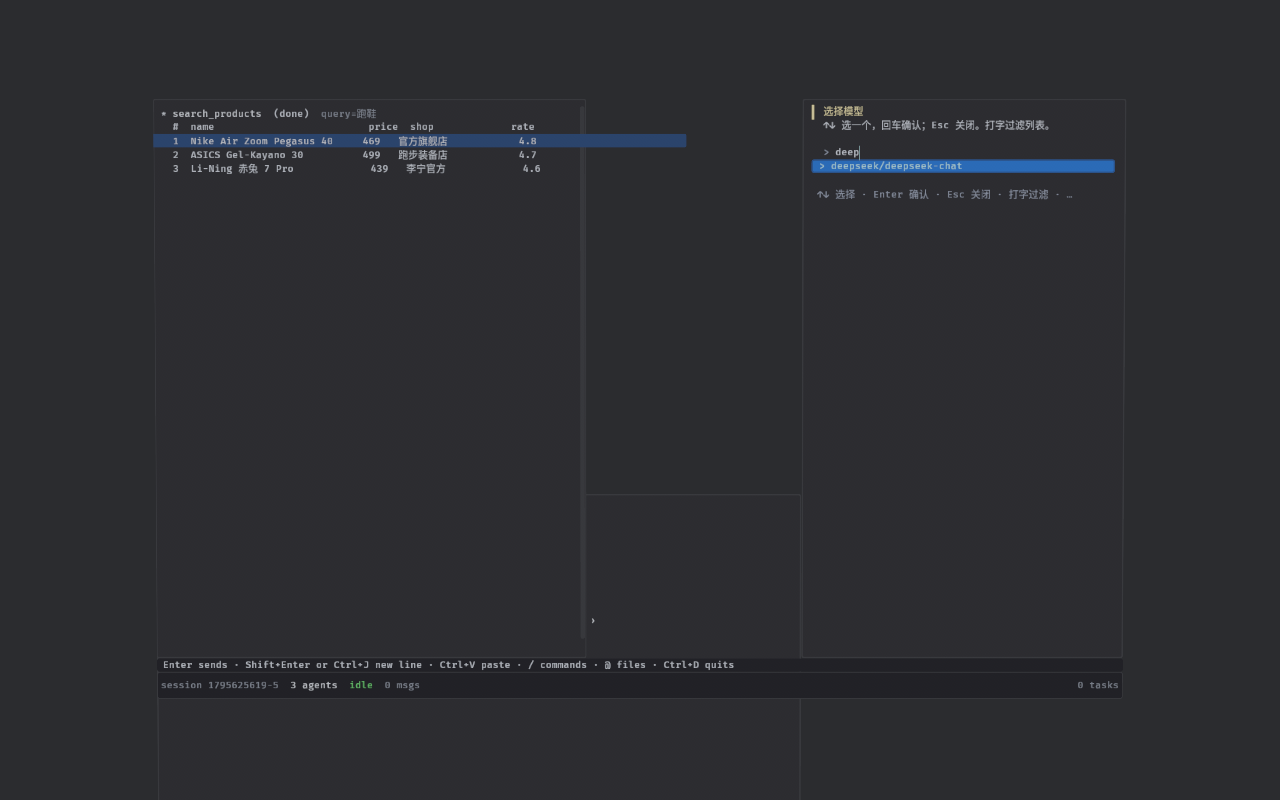 * search_products (done) query=跑鞋
# name price shop rate
1 Nike Air Zoom Pegasus 40 469 官方旗舰店 4.8
2 ASICS Gel-Kayano 30 499 跑步装备店 4.7
3 Li-Ning 赤兔 7 Pro 439 李宁官方 4.6
选择模型
↑↓ 选一个，回车确认；Esc 关闭。打字过滤列表。
> deep
> deepseek/deepseek-chat
↑↓ 选择 · Enter 确认 · Esc 关闭 · 打字过滤 · …
›
Enter sends · Shift+Enter or Ctrl+J new line · Ctrl+V paste · / commands · @ files · Ctrl+D quits
session 1795625619-5 3 agents idle 0 msgs 0 tasks